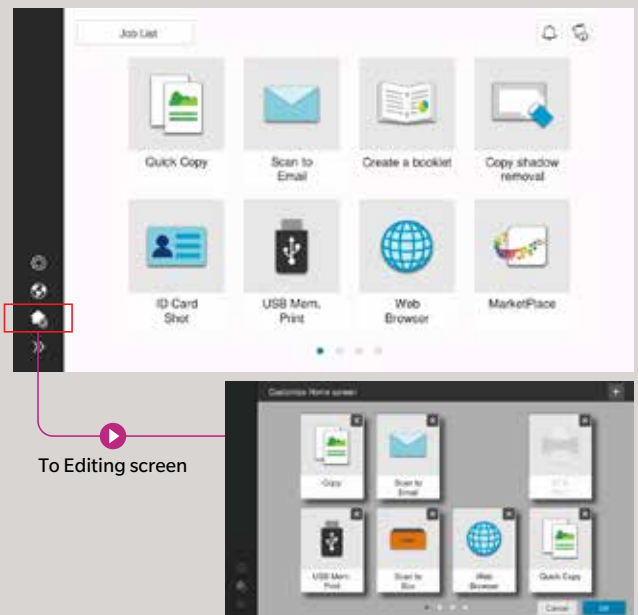 Job List
Quick Copy
Scan to
Email
Create a booklet
Copy shadow
removal
ID Card
Shot
USB Mem.
Print
Web
Browser
MarketPlace
To Editing screen
Customize Home screen
Copy
Scan to
Email
USB Mem.
Print
Scan to
Box
Web
Browser
Quick Copy
Cancel
OK